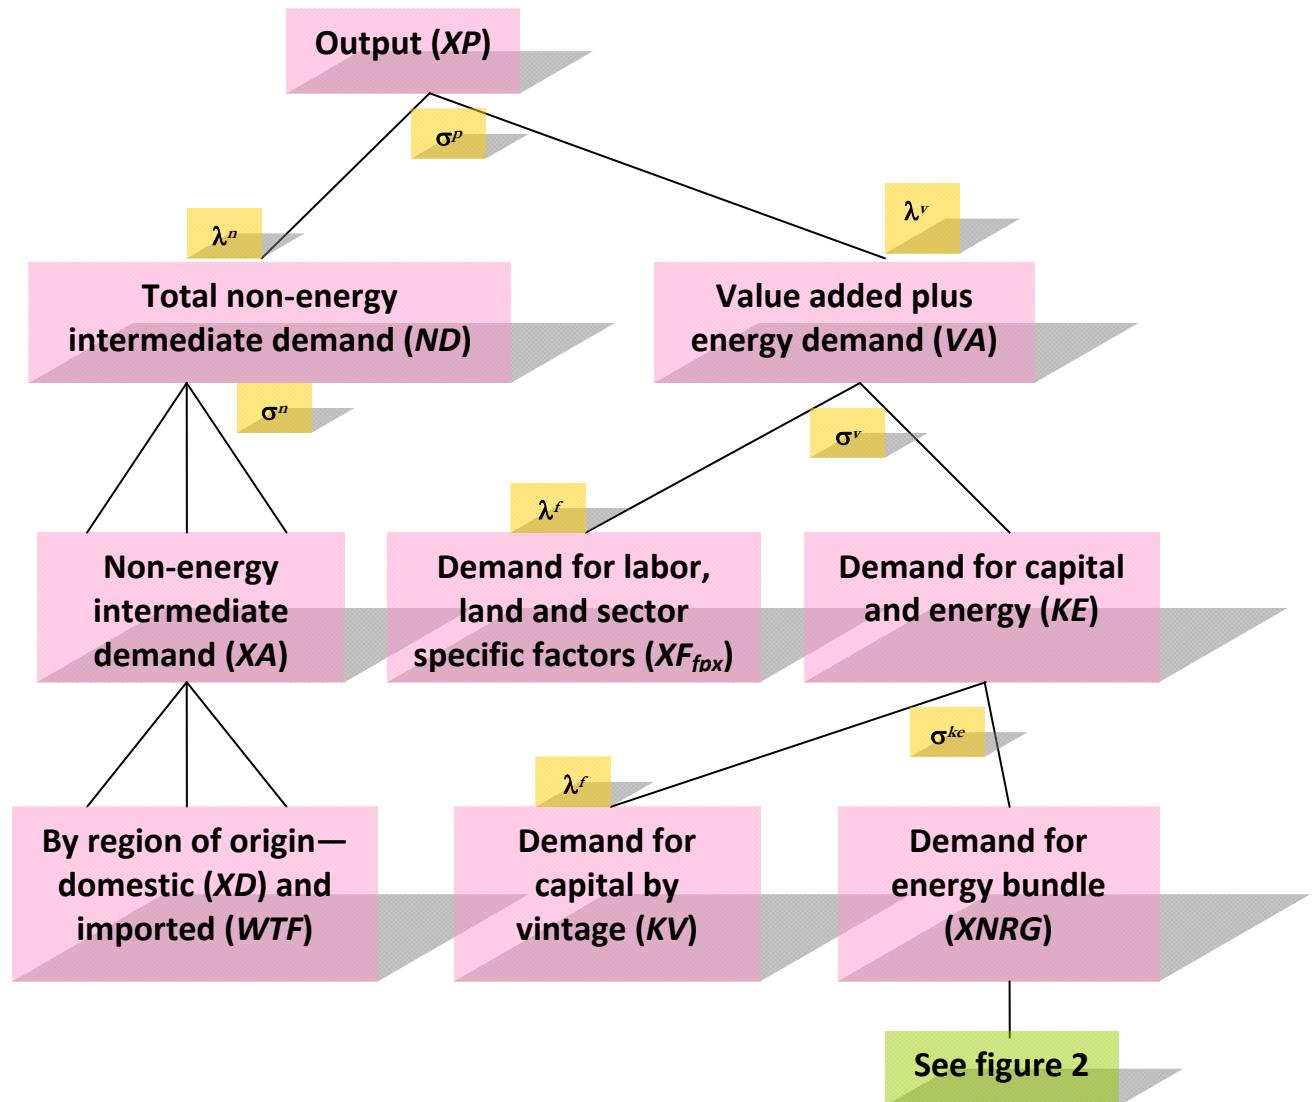 Output (XP)
σᵖ
λⁿ
λᵛ
Total non-energy
intermediate demand (ND)
Value added plus
energy demand (VA)
σⁿ
σᵛ
λᶠ
Non-energy
intermediate
demand (XA)
Demand for labor,
land and sector
specific factors (XF_fpx)
Demand for capital
and energy (KE)
σᵏᵉ
λᶠ
By region of origin—
domestic (XD) and
imported (WTF)
Demand for
capital by
vintage (KV)
Demand for
energy bundle
(XNRG)
See figure 2